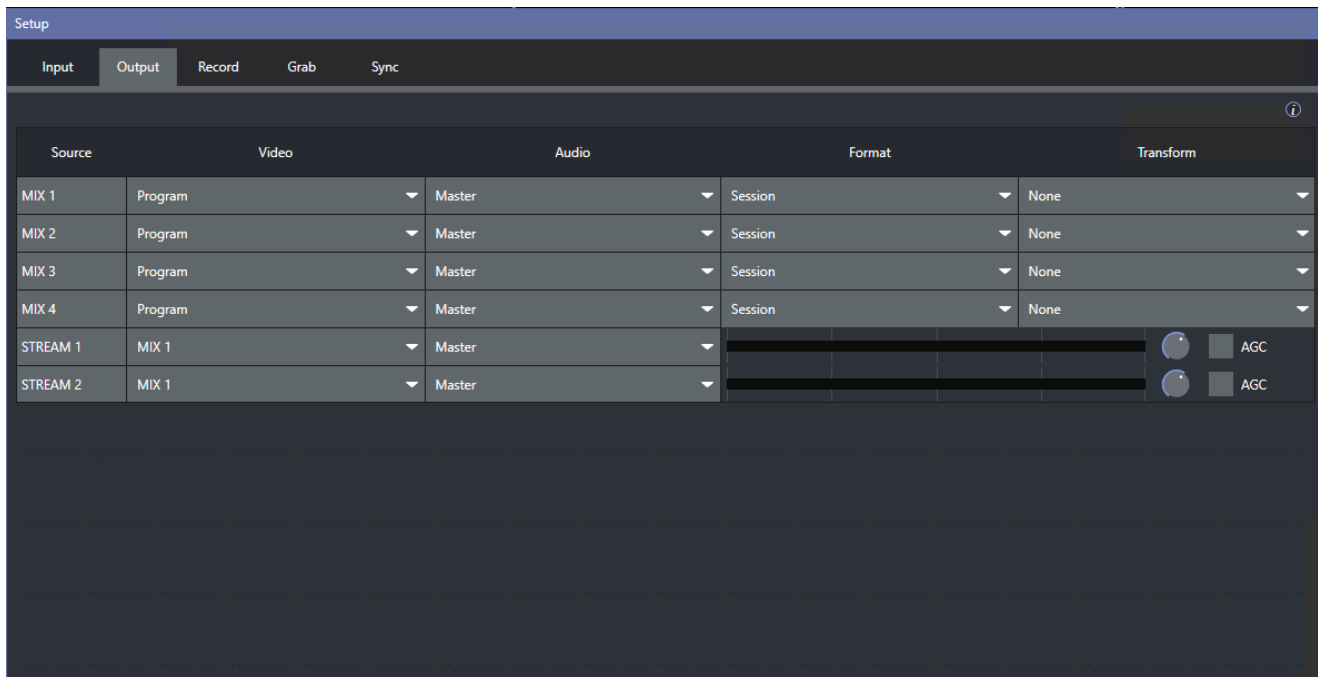 Setup
Input Output Record Grab Sync
Source Video Audio Format Transform
MIX 1 Program Master Session None
MIX 2 Program Master Session None
MIX 3 Program Master Session None
MIX 4 Program Master Session None
STREAM 1 MIX 1 Master AGC
STREAM 2 MIX 1 Master AGC